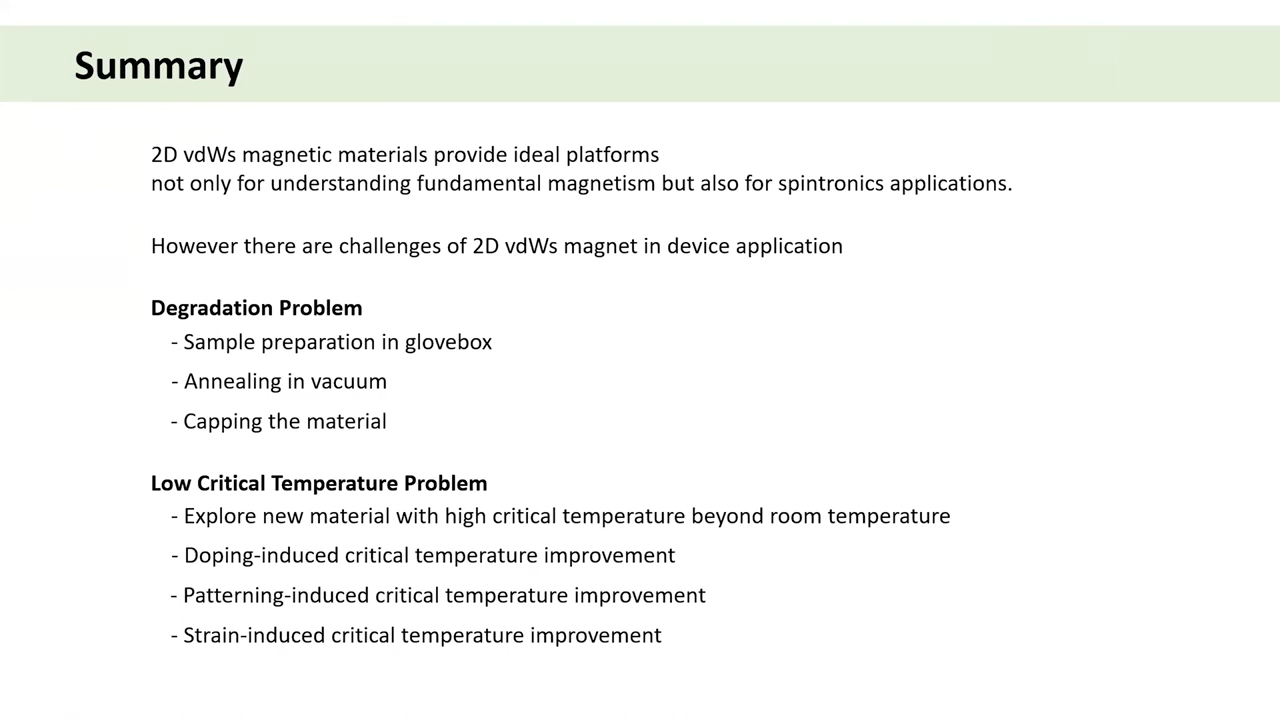 Summary
2D vdWs magnetic materials provide ideal platforms
not only for understanding fundamental magnetism but also for spintronics applications.
However there are challenges of 2D vdWs magnet in device application
Degradation Problem
- Sample preparation in glovebox
- Annealing in vacuum
- Capping the material
Low Critical Temperature Problem
- Explore new material with high critical temperature beyond room temperature
- Doping-induced critical temperature improvement
- Patterning-induced critical temperature improvement
- Strain-induced critical temperature improvement